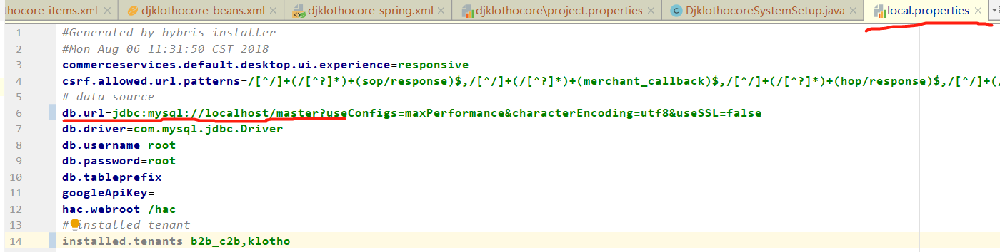 thocore-items.xml
djklothocore-beans.xml
djklothocore-spring.xml
djklothocore\project.properties
DjklothocoreSystemSetup.java
local.properties
1 #Generated by hybris installer
2 #Mon Aug 06 11:31:50 CST 2018
3 commerceservices.default.desktop.ui.experience=responsive
4 csrf.allowed.url.patterns=/[^/]+(/[^?]*)+(sop/response)$,/[^/]+(/[^?]*)+(merchant_callback)$,/[^/]+(/[^?]*)+(hop/response)$,/[^/]+(/
5 # data source
6 db.url=jdbc:mysql://localhost/master?useConfigs=maxPerformance&characterEncoding=utf8&useSSL=false
7 db.driver=com.mysql.jdbc.Driver
8 db.username=root
9 db.password=root
10 db.tableprefix=
11 googleApiKey=
12 hac.webroot=/hac
13 # installed tenant
14 installed.tenants=b2b_c2b,klotho